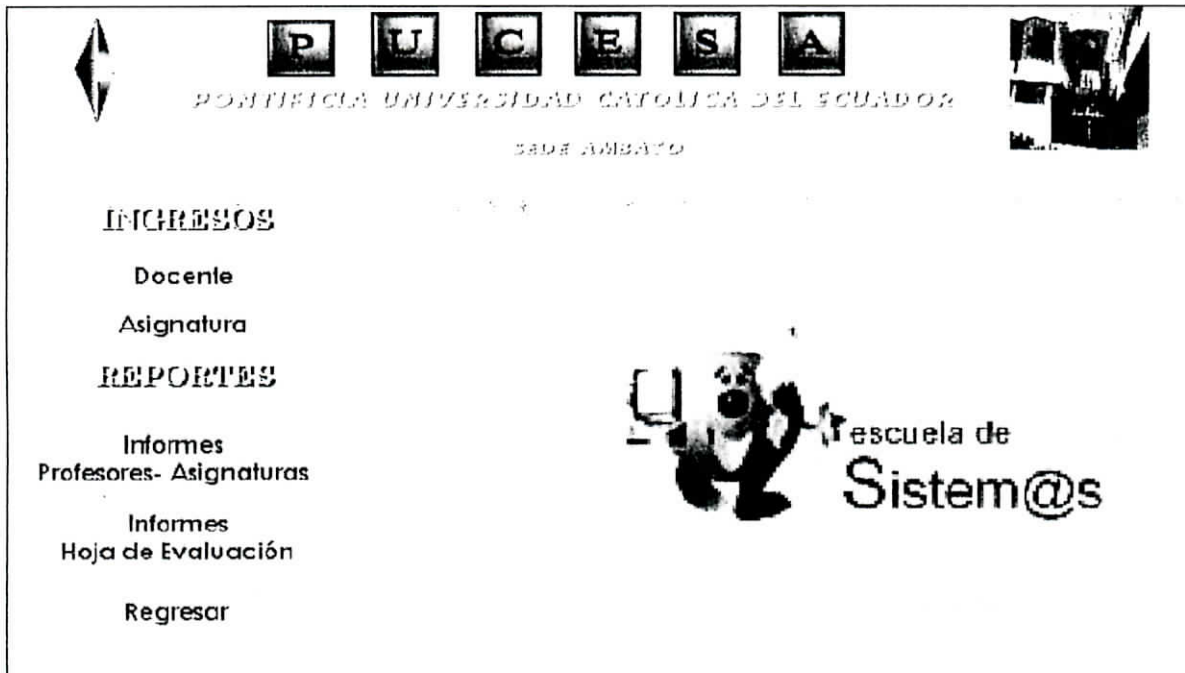 P U C E S A
PONTIFICIA UNIVERSIDAD CATOLICA DEL ECUADOR
SEDE AMBATO
INGRESOS
Docente
Asignatura
REPORTES
Informes
Profesores- Asignaturas
Informes
Hoja de Evaluación
Regresar
escuela de
Sistem@s